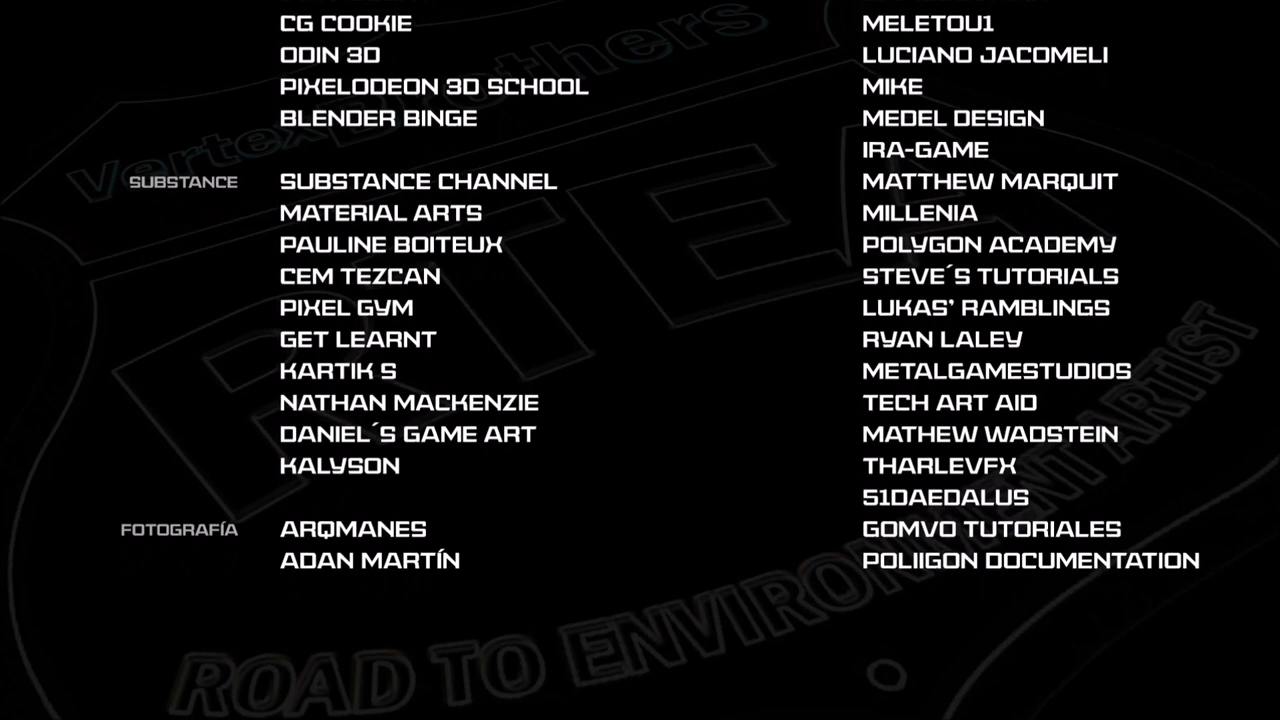 CG COOKIE
ODIN 3D
PIXELODEON 3D SCHOOL
BLENDER BINGE
SUBSTANCE SUBSTANCE CHANNEL
MATERIAL ARTS
PAULINE BOITEUX
CEM TEZCAN
PIXEL GYM
GET LEARNT
KARTIK S
NATHAN MACKENZIE
DANIEL´S GAME ART
KALYSON
FOTOGRAFÍA ARQMANES
ADAN MARTÍN
MELETOU1
LUCIANO JACOMELI
MIKE
MEDEL DESIGN
IRA-GAME
MATTHEW MARQUIT
MILLENIA
POLYGON ACADEMY
STEVE´S TUTORIALS
LUKAS’ RAMBLINGS
RYAN LALEY
METALGAMESTUDIOS
TECH ART AID
MATHEW WADSTEIN
THARLEVFX
51DAEDALUS
GOMVO TUTORIALES
POLIIGON DOCUMENTATION
Vertex Brothers
RTEX
ROAD TO ENVIRONMENT ARTIST